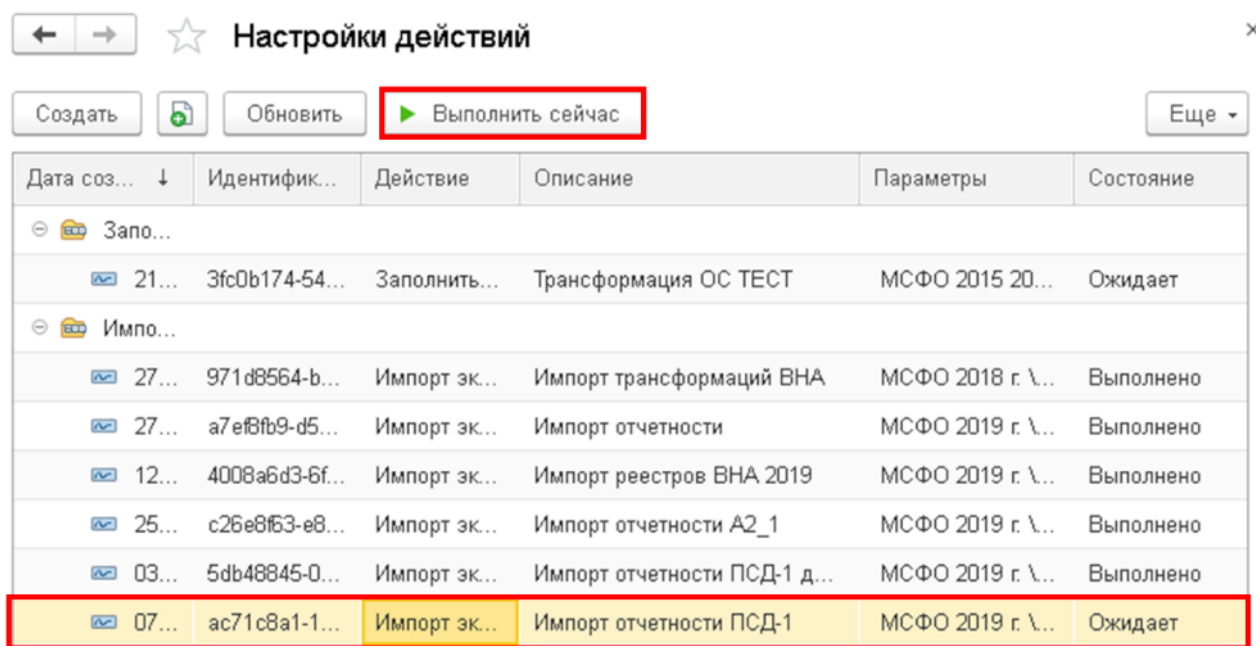 Настройки действий
Создать Обновить Выполнить сейчас Еще
Дата соз... ↓ Идентифик... Действие Описание Параметры Состояние
Запо...
21... 3fc0b174-54... Заполнить... Трансформация ОС ТЕСТ МСФО 2015 20... Ожидает
Импо...
27... 971d8564-b... Импорт эк... Импорт трансформаций ВНА МСФО 2018 г. \... Выполнено
27... a7ef8fb9-d5... Импорт эк... Импорт отчетности МСФО 2019 г. \... Выполнено
12... 4008a6d3-6f... Импорт эк... Импорт реестров ВНА 2019 МСФО 2019 г. \... Выполнено
25... c26e8f63-e8... Импорт эк... Импорт отчетности А2_1 МСФО 2019 г. \... Выполнено
03... 5db48845-0... Импорт эк... Импорт отчетности ПСД-1 д... МСФО 2019 г. \... Выполнено
07... ac71c8a1-1... Импорт эк... Импорт отчетности ПСД-1 МСФО 2019 г. \... Ожидает